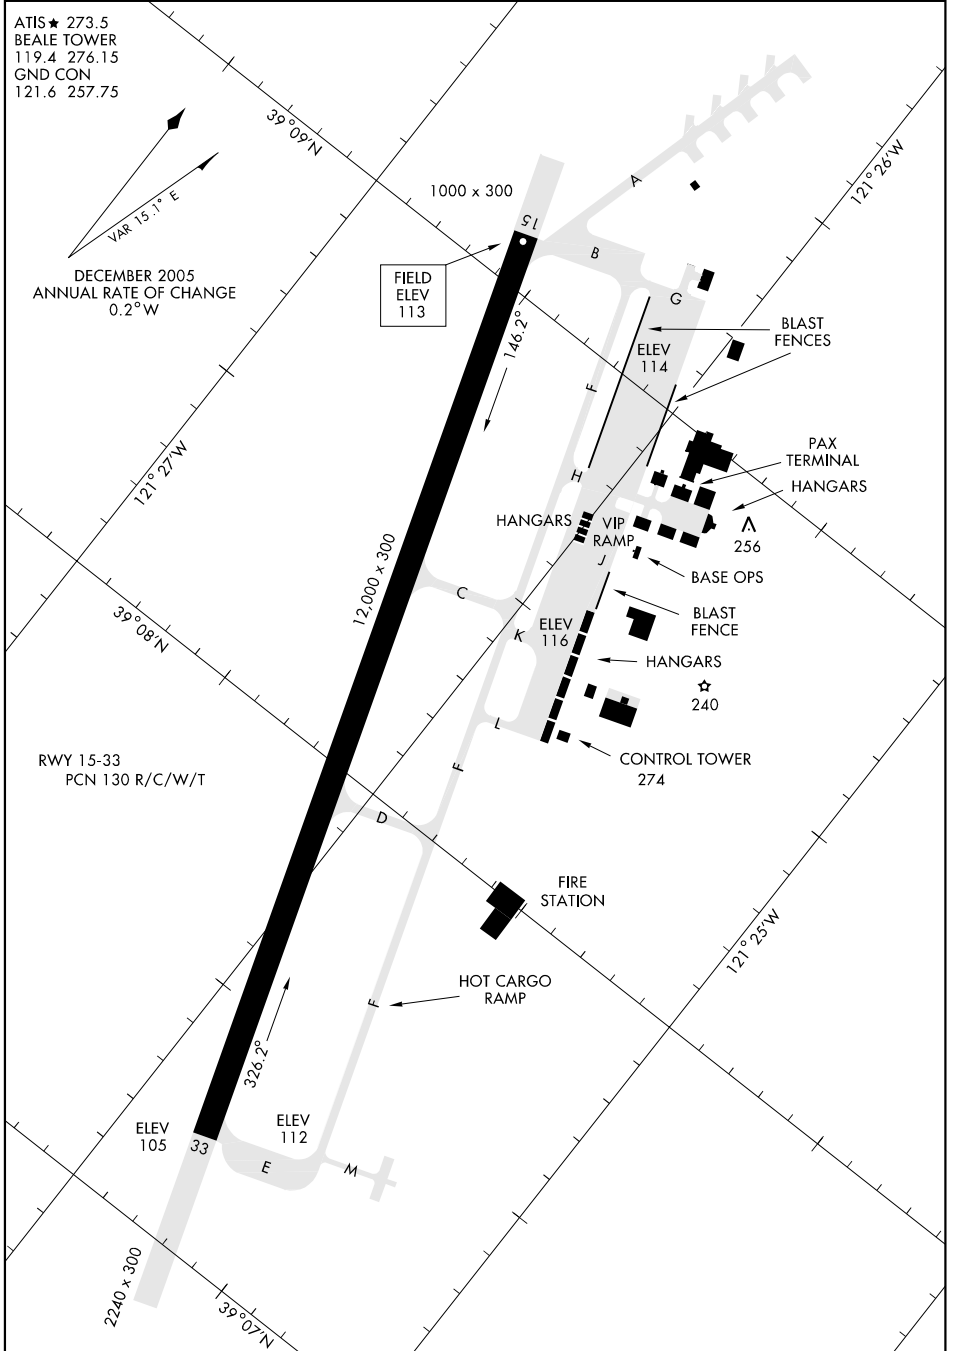 ATIS★ 273.5
BEALE TOWER
119.4 276.15
GND CON
121.6 257.75
39°09'N
121°26'W
VAR 15.1° E
A
1000 x 300
15
DECEMBER 2005
ANNUAL RATE OF CHANGE
0.2°W
B
FIELD
ELEV
113
G
146.2°
BLAST
FENCES
ELEV
114
F
121°27'W
PAX
TERMINAL
H
HANGARS
HANGARS
VIP
RAMP
256
12,000 x 300
J
BASE OPS
C
39°08'N
BLAST
FENCE
K
ELEV
116
HANGARS
240
L
RWY 15-33
PCN 130 R/C/W/T
F
CONTROL TOWER
274
D
FIRE
STATION
121°25'W
HOT CARGO
RAMP
F
326.2°
ELEV
105
33
ELEV
112
E
M
2240 x 300
39°07'N